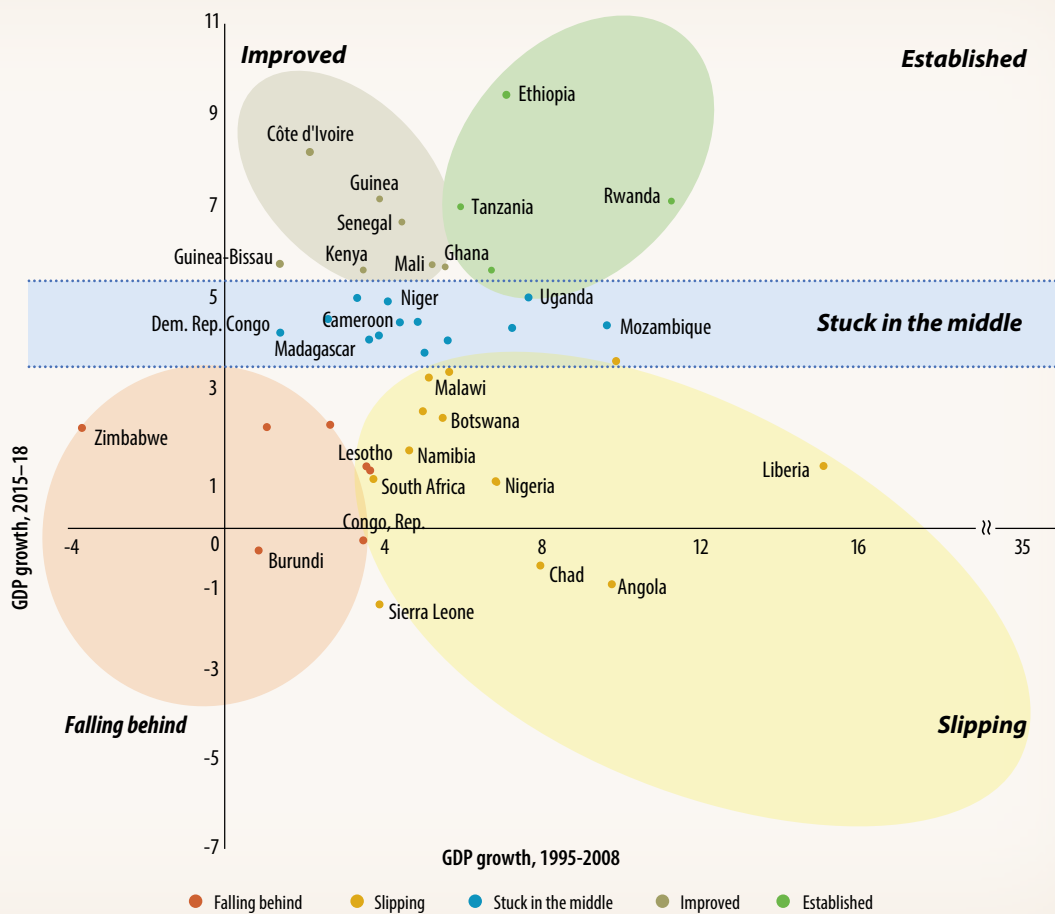 11
Improved
Established
Ethiopia
9
Côte d'Ivoire
Guinea
7
Rwanda
Tanzania
Senegal
Guinea-Bissau
Kenya
Mali
Ghana
5
Niger
Uganda
Dem. Rep. Congo
Cameroon
Mozambique
Stuck in the middle
Madagascar
3
Malawi
Botswana
Zimbabwe
Lesotho
Namibia
Liberia
1
South Africa
Nigeria
Congo, Rep.
-4
0
4
8
12
16
35
Burundi
Chad
-1
Angola
Sierra Leone
GDP growth, 2015–18
-3
Falling behind
Slipping
-5
-7
GDP growth, 1995-2008
Falling behind
Slipping
Stuck in the middle
Improved
Established